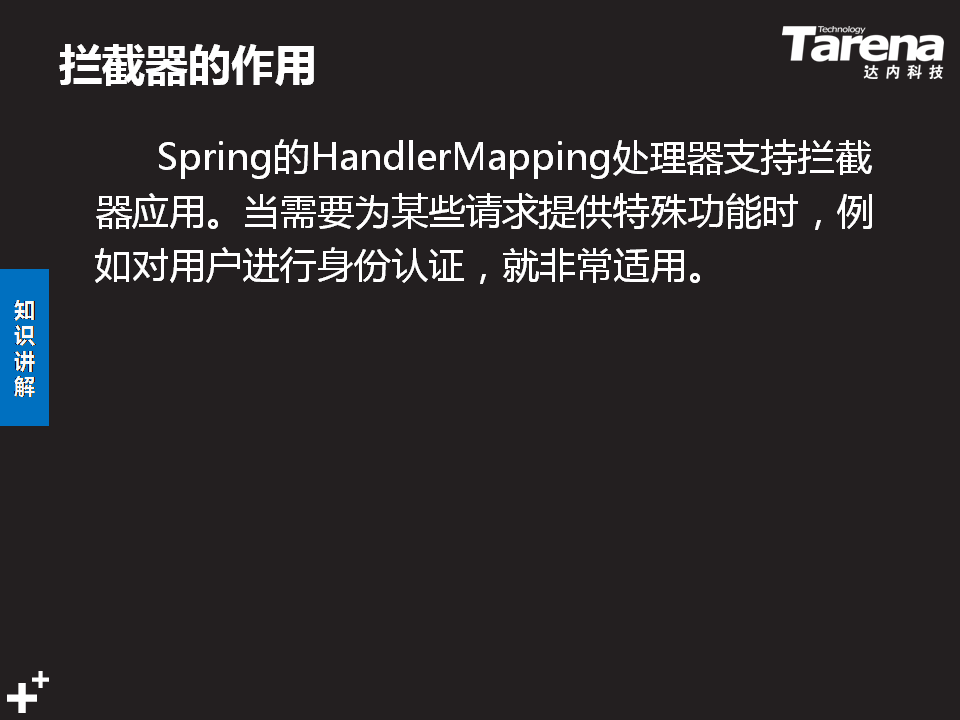 拦截器的作用
Technology
Tarena
达内科技
Spring的HandlerMapping处理器支持拦截
器应用。当需要为某些请求提供特殊功能时，例
如对用户进行身份认证，就非常适用。
知
识
讲
解